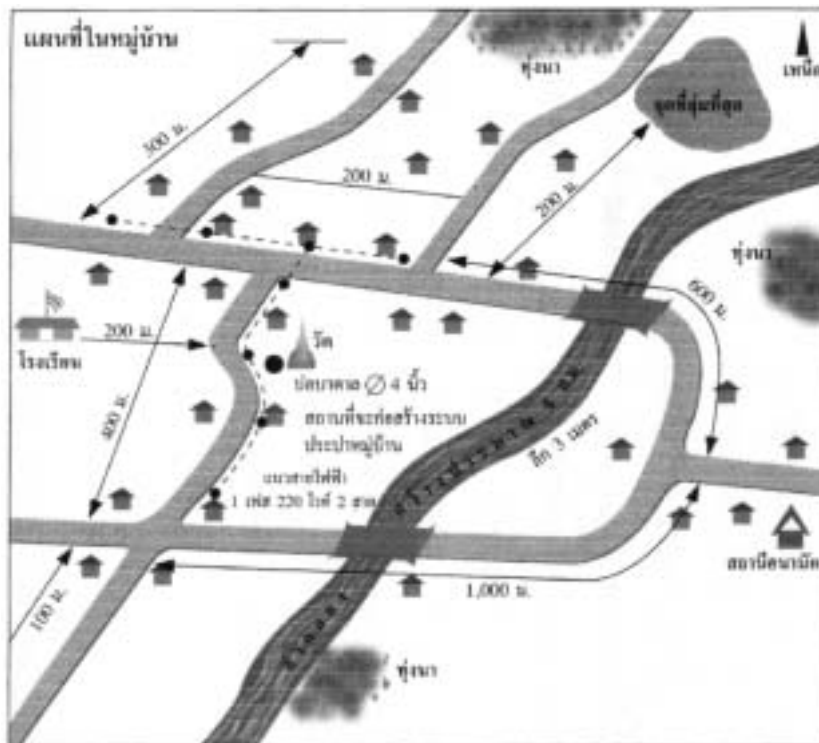 แผนที่ในหมู่บ้าน
ทุ่งนา
เหนือ
จุดที่ลุ่มที่สุด
300 ม.
200 ม.
200 ม.
600 ม.
ทุ่งนา
โรงเรียน
200 ม.
วัด
บ่อบาดาล ∅ 4 นิ้ว
สถานที่จะก่อสร้างระบบ
ประปาหมู่บ้าน
400 ม.
แนวสายไฟฟ้า
1 เฟส 220 โวท์ 2 สาย
ลึก 3 เมตร
สถานีอนามัย
1,000 ม.
100 ม.
ทุ่งนา